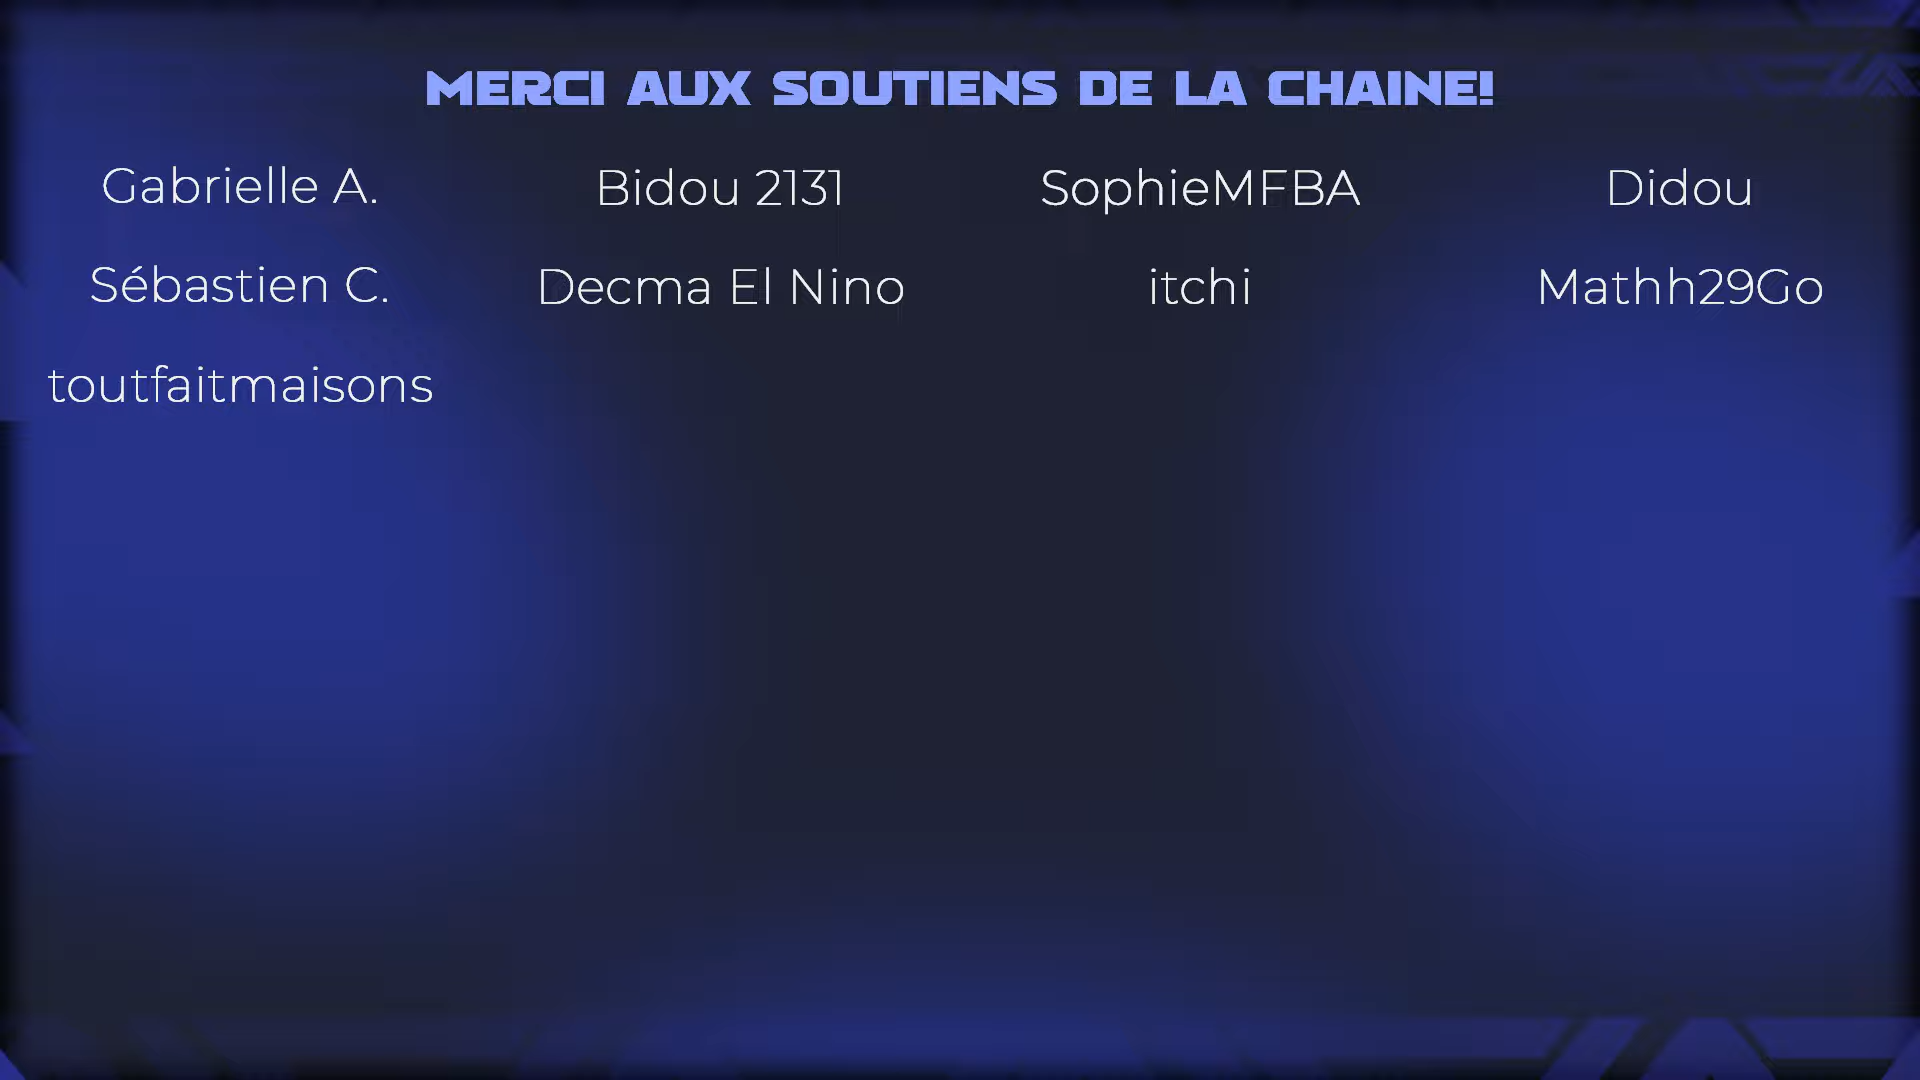 MERCI AUX SOUTIENS DE LA CHAINE!
Gabrielle A. Bidou 2131 SophieMFBA Didou
Sébastien C. Decma El Nino itchi Mathh29Go
toutfaitmaisons